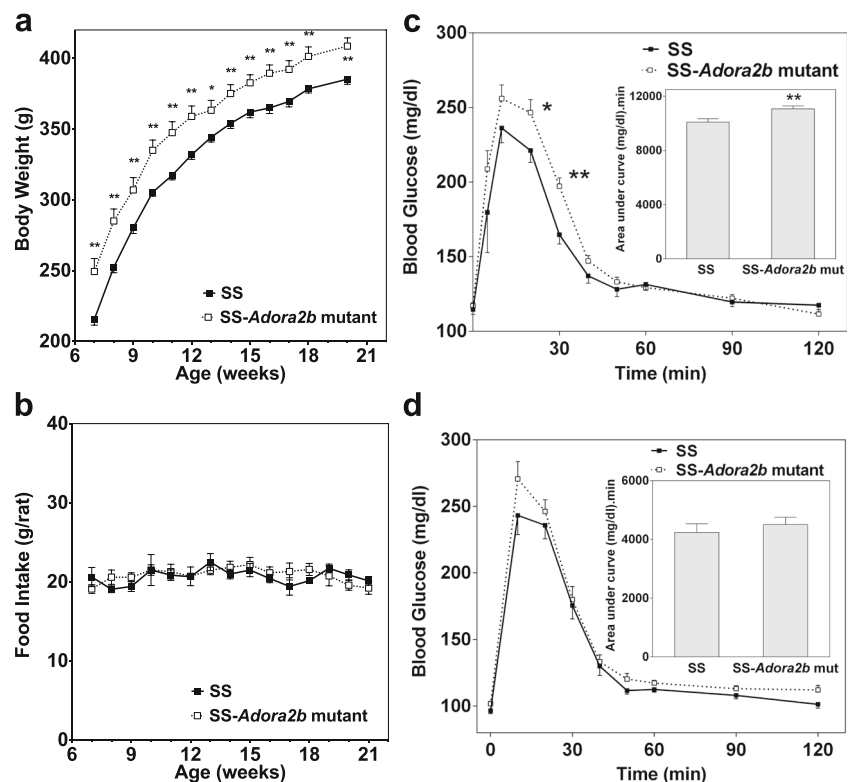 a
Body Weight (g)
400
350
300
250
200
** ** ** ** ** ** * ** ** ** ** ** **
SS
SS-Adora2b mutant
6 9 12 15 18 21
Age (weeks)
b
Food Intake (g/rat)
40
30
20
10
0
SS
SS-Adora2b mutant
6 9 12 15 18 21
Age (weeks)
c
Blood Glucose (mg/dl)
300
250
200
150
100
SS
SS-Adora2b mutant
*
**
Area under curve (mg/dl).min
12000
8000
4000
0
**
SS SS-Adora2b mut
30 60 90 120
Time (min)
d
Blood Glucose (mg/dl)
300
250
200
150
100
SS
SS-Adora2b mutant
Area under curve (mg/dl).min
6000
4000
2000
0
SS SS-Adora2b mut
0 30 60 90 120
Time (min)